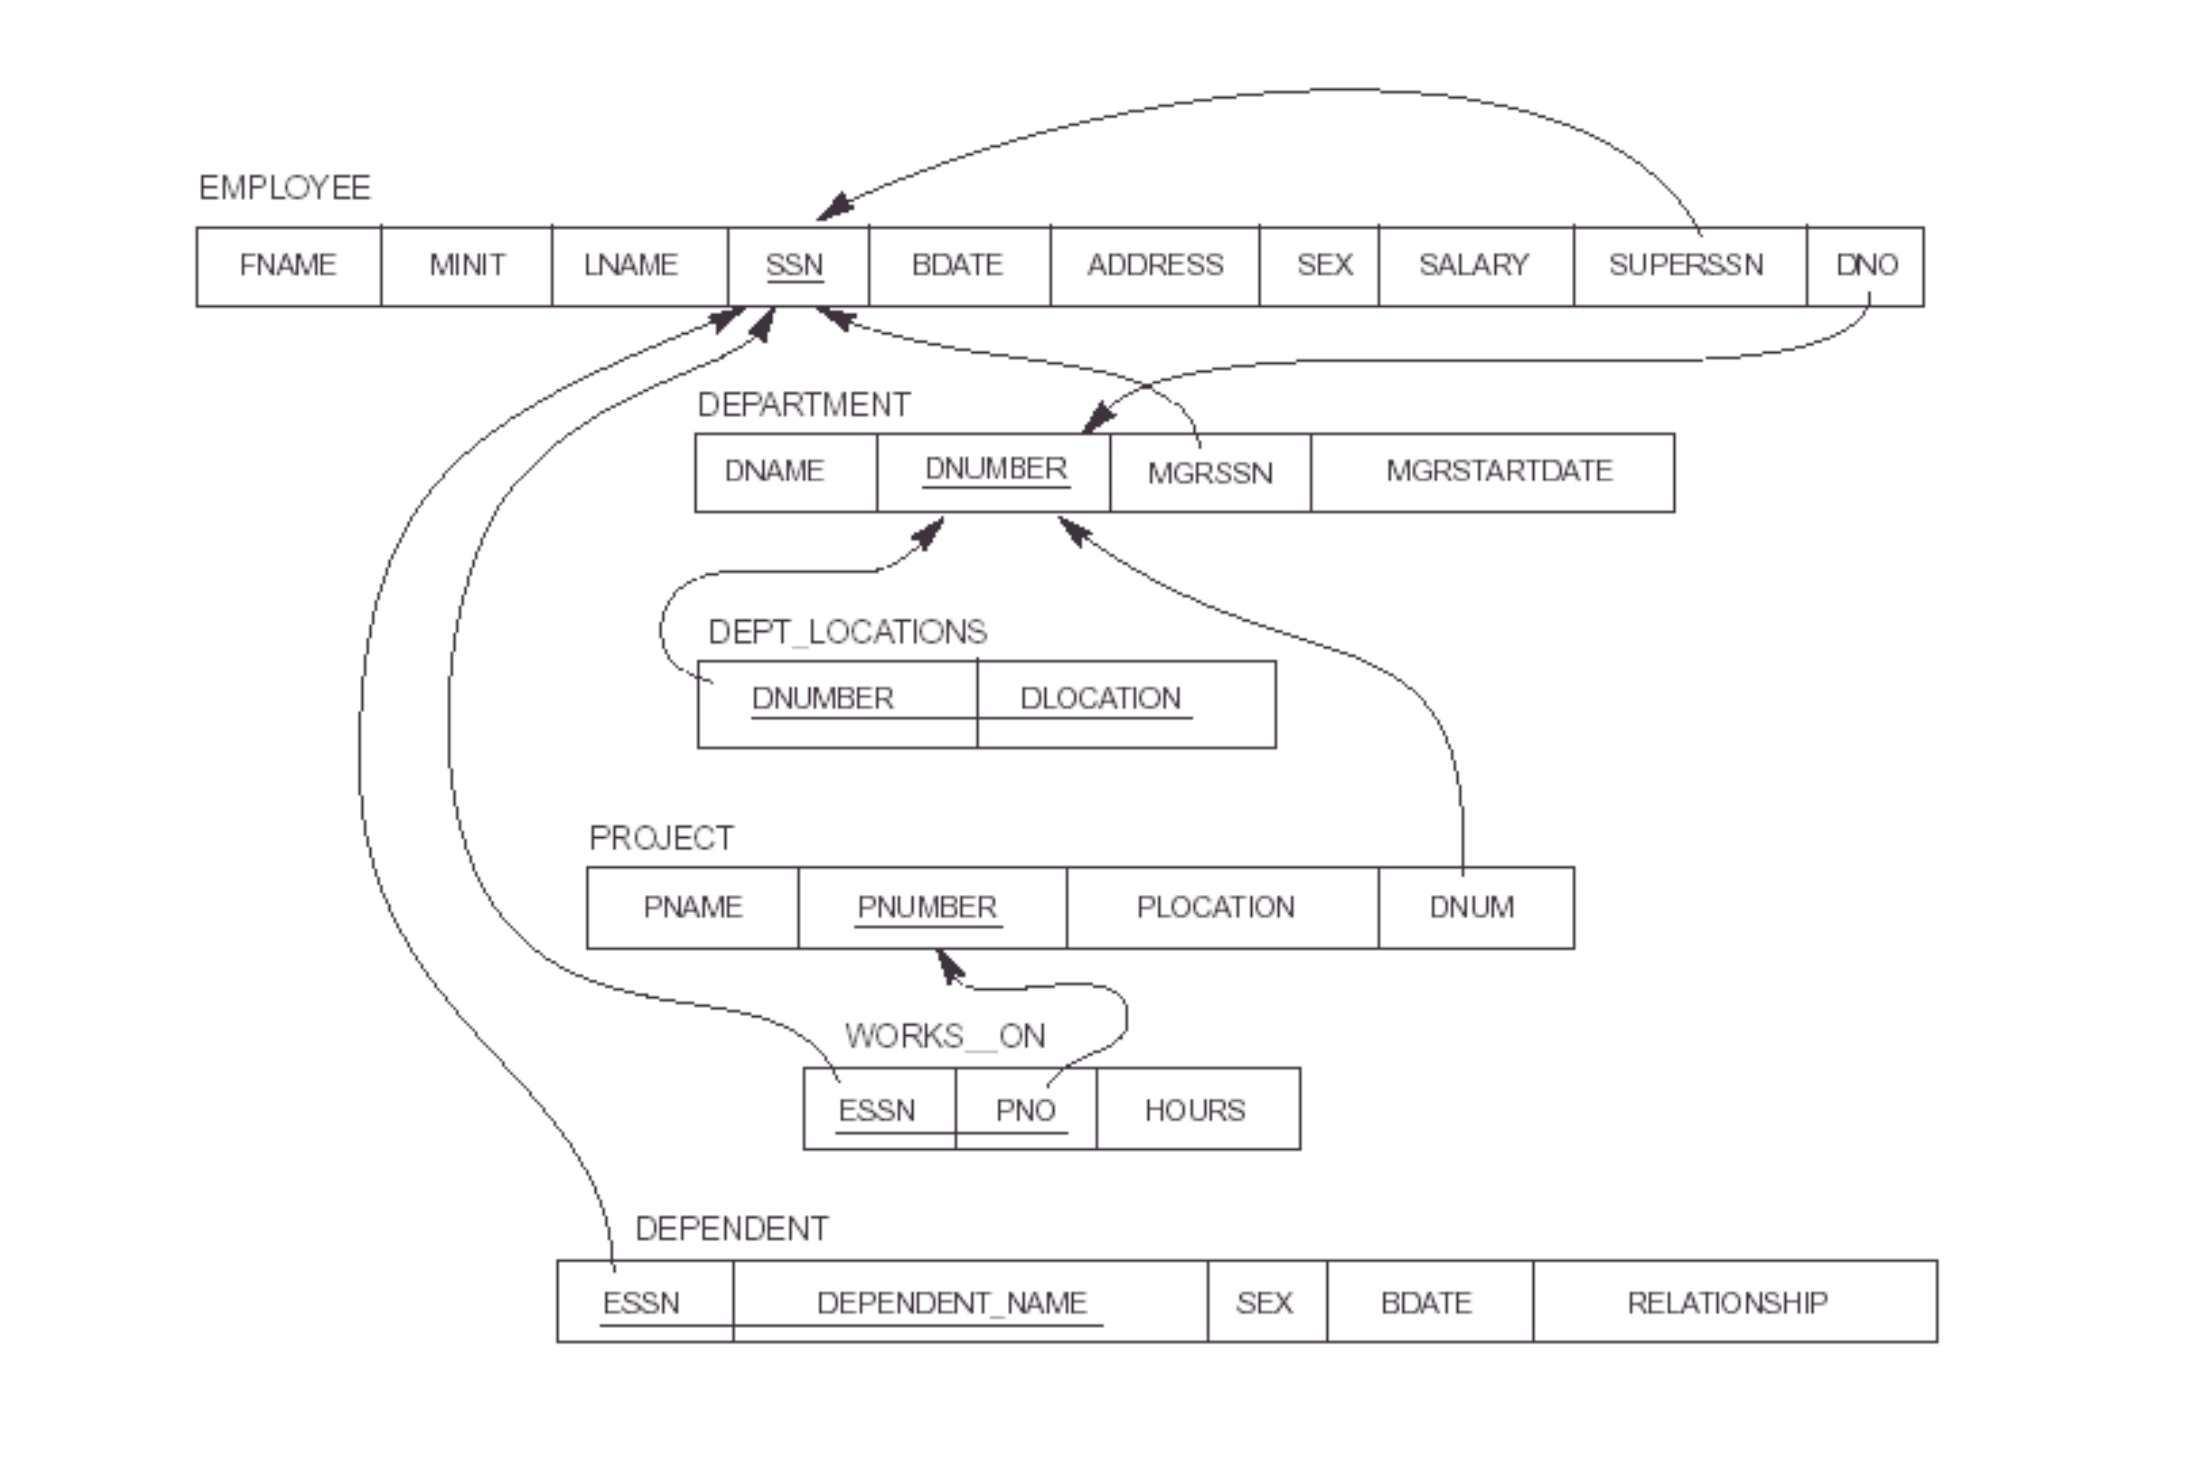 EMPLOYEE
FNAME MINIT LNAME SSN BDATE ADDRESS SEX SALARY SUPERSSN DNO
DEPARTMENT
DNAME DNUMBER MGRSSN MGRSTARTDATE
DEPT_LOCATIONS
DNUMBER DLOCATION
PROJECT
PNAME PNUMBER PLOCATION DNUM
WORKS__ON
ESSN PNO HOURS
DEPENDENT
ESSN DEPENDENT_NAME SEX BDATE RELATIONSHIP